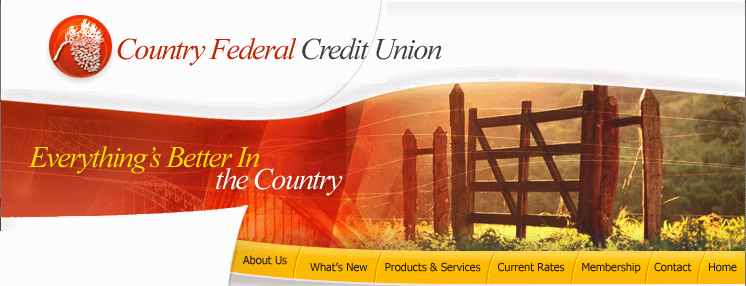 Country Federal Credit Union
Everything's Better In
the Country
About Us What's New Products & Services Current Rates Membership Contact Home